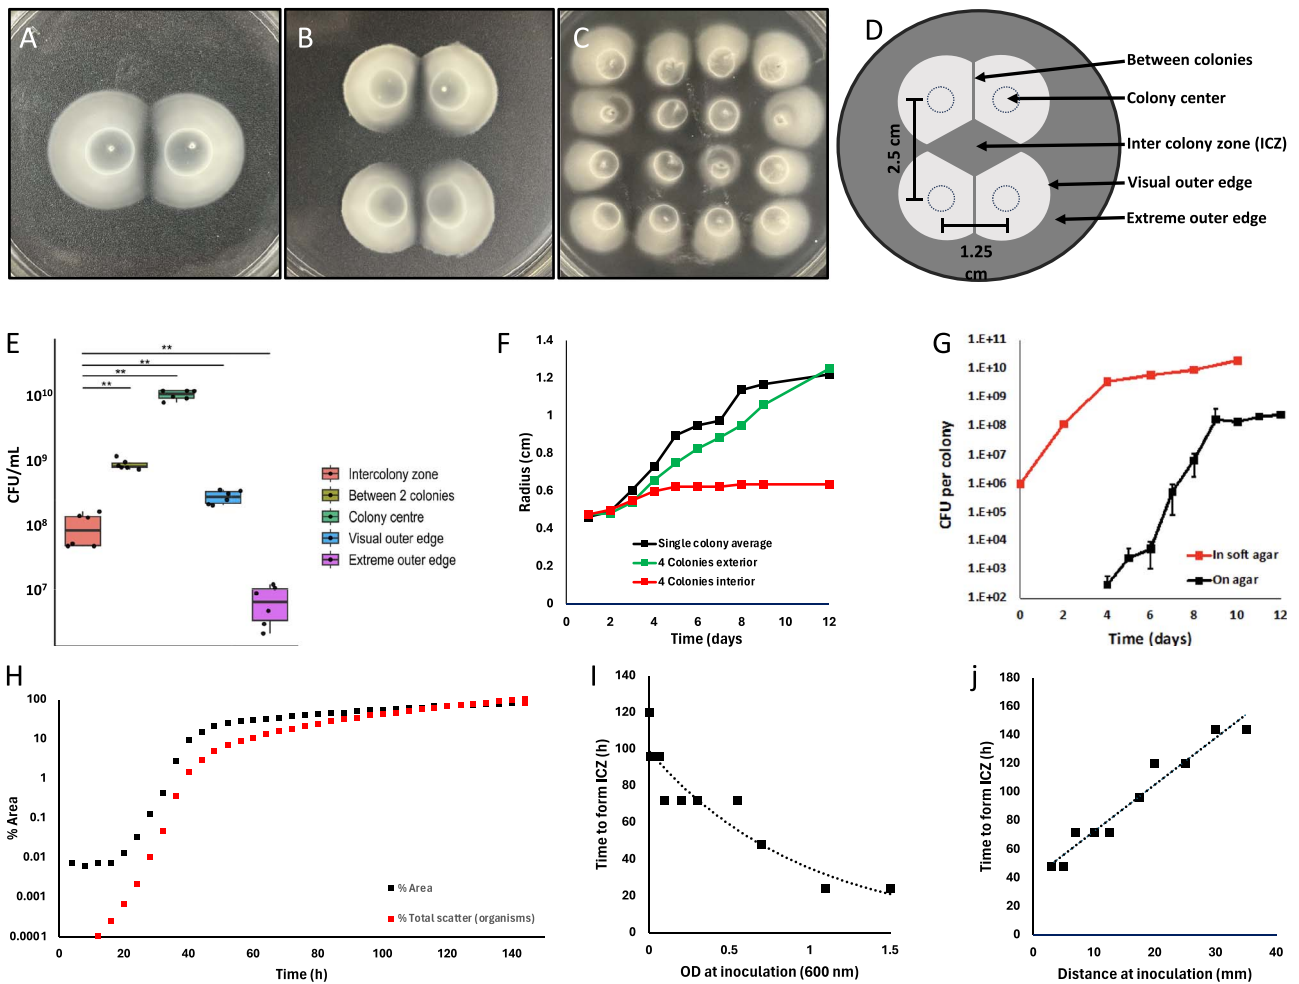 A
B
C
D
Between colonies
Colony center
Inter colony zone (ICZ)
Visual outer edge
Extreme outer edge
2.5 cm
1.25
cm
E
CFU/mL
10^10
10^9
10^8
10^7
**
**
**
**
Intercolony zone
Between 2 colonies
Colony centre
Visual outer edge
Extreme outer edge
F
Radius (cm)
1.4
1.2
1
0.8
0.6
0.4
0.2
0
0 2 4 6 8 10 12
Time (days
Single colony average
4 Colonies exterior
4 Colonies interior
G
CFU per colony
1.E+11
1.E+10
1.E+09
1.E+08
1.E+07
1.E+06
1.E+05
1.E+04
1.E+03
1.E+02
0 2 4 6 8 10 12
Time (days)
In soft agar
On agar
H
% Area
100
10
1
0.1
0.01
0.001
0.0001
0 20 40 60 80 100 120 140
Time (h)
% Area
% Total scatter (organisms)
I
Time to form ICZ (h)
140
120
100
80
60
40
20
0
0 0.5 1 1.5
OD at inoculation (600 nm)
j
Time to form ICZ (h)
180
160
140
120
100
80
60
40
20
0
0 10 20 30 40
Distance at inoculation (mm)